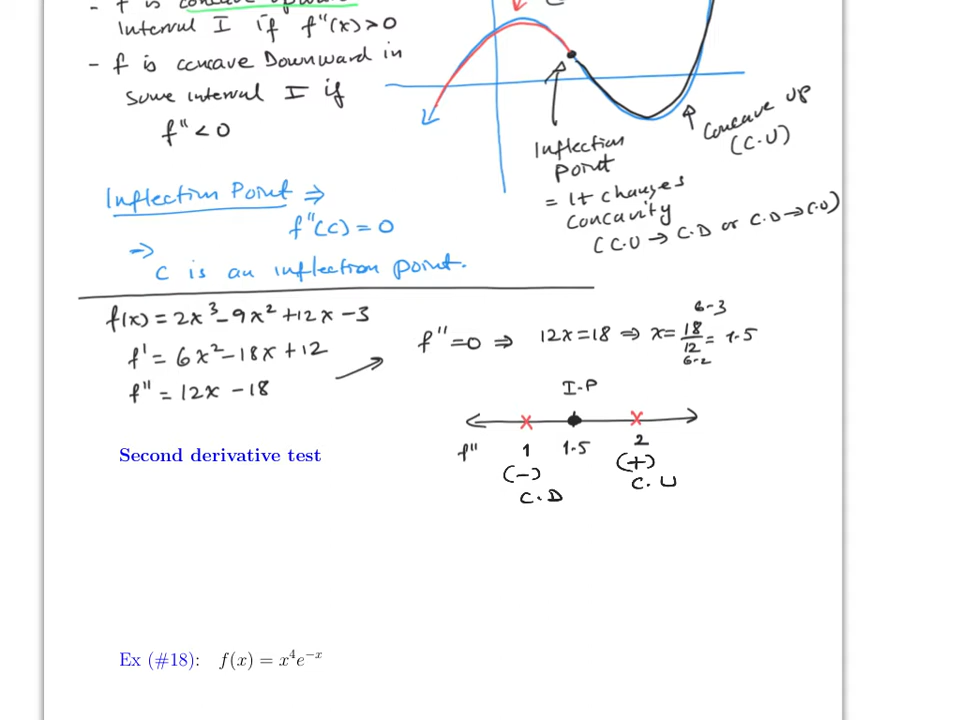 - f is concave upward
Interval I if f"(x)>0
- f is concave Downward in
some interval I if
f" < 0
C
Inflection
Point
= It changes
concavity
(C.U → C.D or C.D → C.U)
Concave up
(C.U)
Inflection Point ⇒
f"(c) = 0
⇒
c is an inflection point.
f(x) = 2x³ - 9x² + 12x - 3
f' = 6x² - 18x + 12
f" = 12x - 18
f" = 0 ⇒ 12x = 18 ⇒ x = 18/12 = 1.5
6·3
6·2
I.P
f" 1 1.5 2
(-) (+)
C.D C.U
Second derivative test
Ex (#18): f(x) = x⁴e⁻ˣ